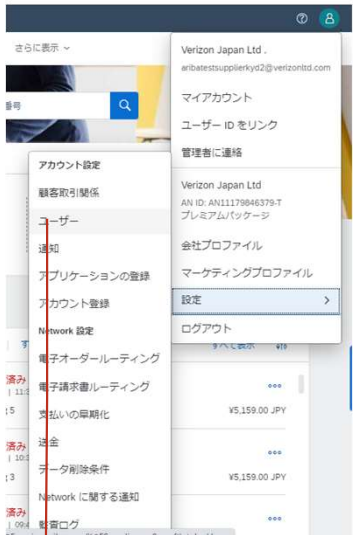 さらに表示
番号
Verizon Japan Ltd .
aribatestsupplierkyd2@verizonltd.com
マイアカウント
ユーザー ID をリンク
管理者に連絡
Verizon Japan Ltd
AN ID: AN11179846379-T
プレミアムパッケージ
会社プロファイル
マーケティングプロファイル
設定
ログアウト
アカウント設定
顧客取引関係
ユーザー
通知
アプリケーションの登録
アカウント登録
Network 設定
電子オーダールーティング
電子請求書ルーティング
支払いの早期化
送金
データ削除条件
Network に関する通知
監査ログ
すべて表示
済み
¥5,159.00 JPY
済み
¥5,159.00 JPY
済み